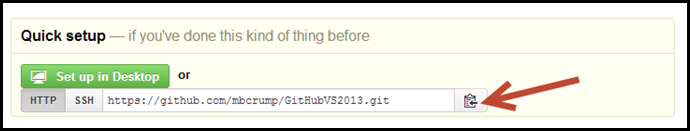 Quick setup — if you've done this kind of thing before
Set up in Desktop or
HTTP SSH https://github.com/mbcrump/GitHubVS2013.git